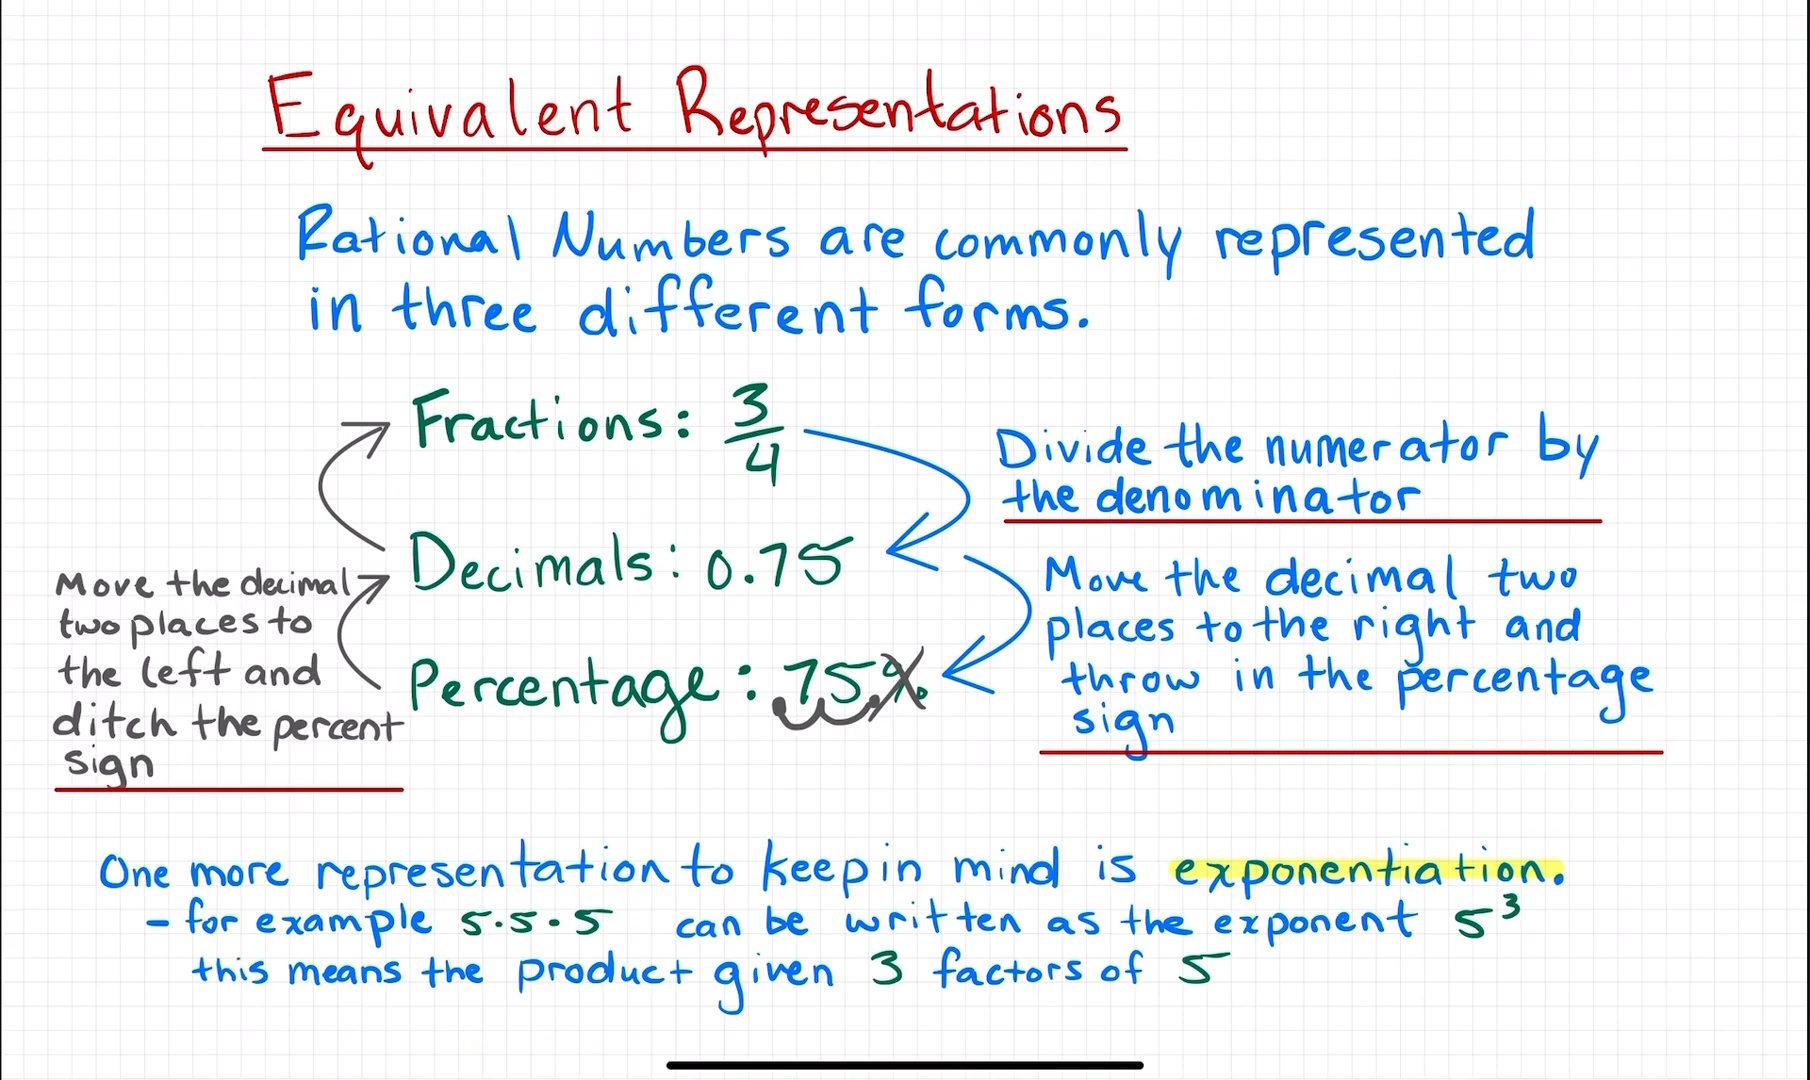 Equivalent Representations
Rational Numbers are commonly represented
in three different forms.
Fractions: 3/4
Divide the numerator by
the denominator
Decimals: 0.75
Move the decimal two
places to the right and
throw in the percentage
sign
Move the decimal
two places to
the left and
ditch the percent
sign
Percentage: 75%
One more representation to keep in mind is exponentiation.
- for example 5·5·5 can be written as the exponent 5³
this means the product given 3 factors of 5